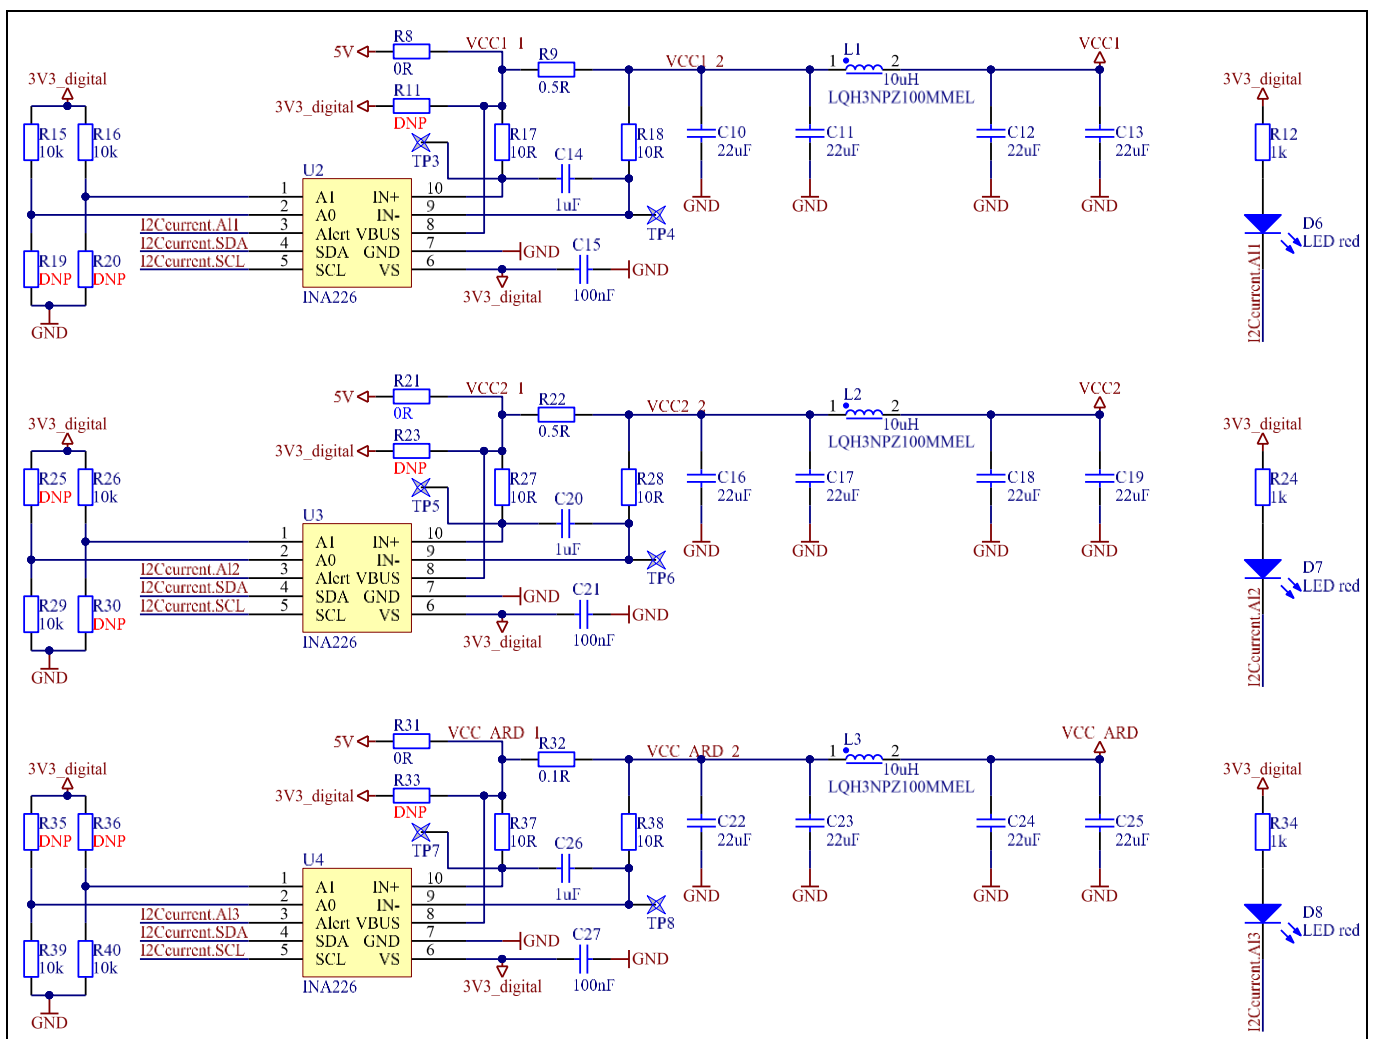 R8
VCC1_1
5V
0R
R9
VCC1_2
L1
1
2
VCC1
0.5R
10uH
LQH3NPZ100MMEL
3V3_digital
3V3_digital
R11
3V3_digital
DNP
R15
10k
R16
10k
TP3
R17
10R
R18
10R
C10
22uF
C11
22uF
C12
22uF
C13
22uF
R12
1k
C14
1uF
GND
GND
GND
GND
U2
1
A1
IN+
10
2
A0
IN-
9
I2Ccurrent.Al1
3
Alert
VBUS
8
I2Ccurrent.SDA
4
SDA
GND
7
GND
I2Ccurrent.SCL
5
SCL
VS
6
INA226
TP4
C15
100nF
GND
3V3_digital
R19
DNP
R20
DNP
GND
D6
LED red
I2Ccurrent.Al1
R21
VCC2_1
5V
0R
R22
VCC2_2
L2
1
2
VCC2
0.5R
10uH
LQH3NPZ100MMEL
3V3_digital
3V3_digital
R23
3V3_digital
DNP
R25
DNP
R26
10k
TP5
R27
10R
R28
10R
C16
22uF
C17
22uF
C18
22uF
C19
22uF
R24
1k
C20
1uF
GND
GND
GND
GND
U3
1
A1
IN+
10
2
A0
IN-
9
I2Ccurrent.Al2
3
Alert
VBUS
8
I2Ccurrent.SDA
4
SDA
GND
7
GND
I2Ccurrent.SCL
5
SCL
VS
6
INA226
TP6
C21
100nF
GND
3V3_digital
R29
10k
R30
DNP
GND
D7
LED red
I2Ccurrent.Al2
R31
VCC_ARD_1
5V
0R
R32
VCC_ARD_2
L3
1
2
VCC_ARD
0.1R
10uH
LQH3NPZ100MMEL
3V3_digital
3V3_digital
R33
3V3_digital
DNP
R35
DNP
R36
DNP
TP7
R37
10R
R38
10R
C22
22uF
C23
22uF
C24
22uF
C25
22uF
R34
1k
C26
1uF
GND
GND
GND
GND
U4
1
A1
IN+
10
2
A0
IN-
9
I2Ccurrent.Al3
3
Alert
VBUS
8
I2Ccurrent.SDA
4
SDA
GND
7
GND
I2Ccurrent.SCL
5
SCL
VS
6
INA226
TP8
C27
100nF
GND
3V3_digital
R39
10k
R40
10k
GND
D8
LED red
I2Ccurrent.Al3